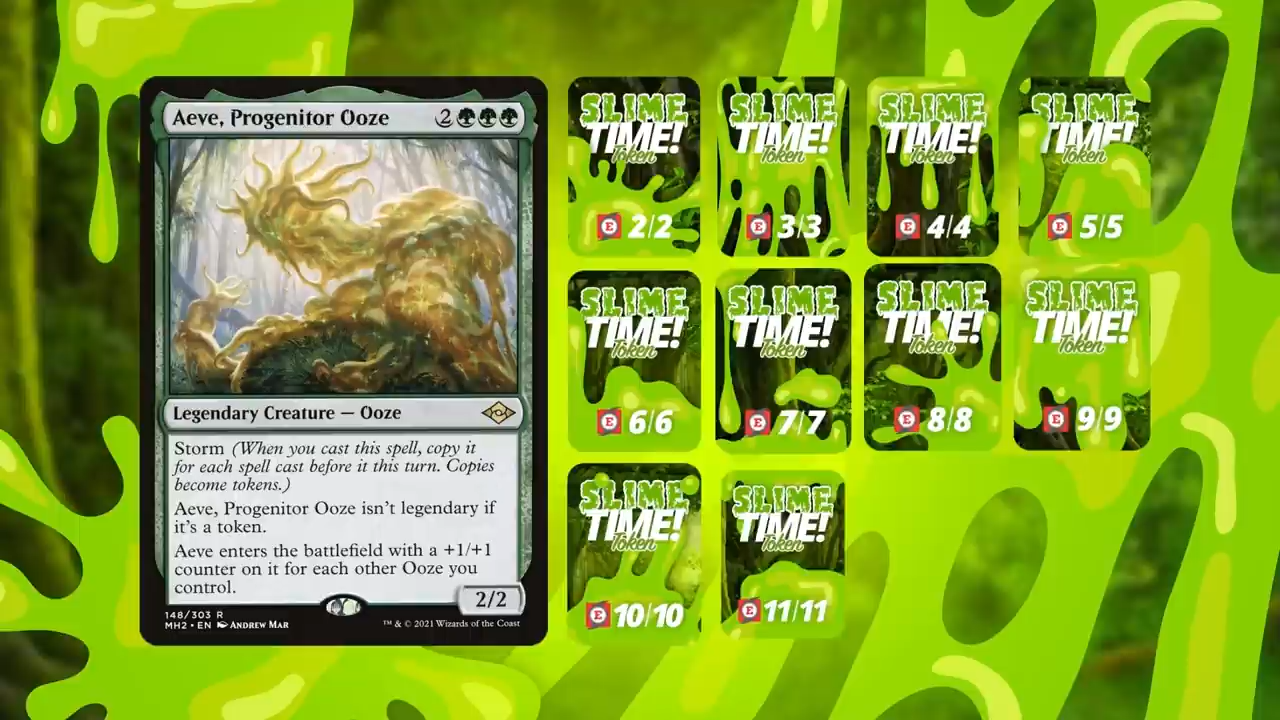 Aeve, Progenitor Ooze 2
Legendary Creature — Ooze
Storm (When you cast this spell, copy it
for each spell cast before it this turn. Copies
become tokens.)
Aeve, Progenitor Ooze isn't legendary if
it's a token.
Aeve enters the battlefield with a +1/+1
counter on it for each other Ooze you
control.
2/2
148/303 R
MH2 • EN Andrew Mar
™ & © 2021 Wizards of the Coast
SLIME
TIME!
Token
E 2/2
SLIME
TIME!
Token
E 3/3
SLIME
TIME!
Token
E 4/4
SLIME
TIME!
Token
E 5/5
SLIME
TIME!
Token
E 6/6
SLIME
TIME!
Token
E 7/7
SLIME
TIME!
Token
E 8/8
SLIME
TIME!
Token
E 9/9
SLIME
TIME!
Token
E 10/10
SLIME
TIME!
Token
E 11/11